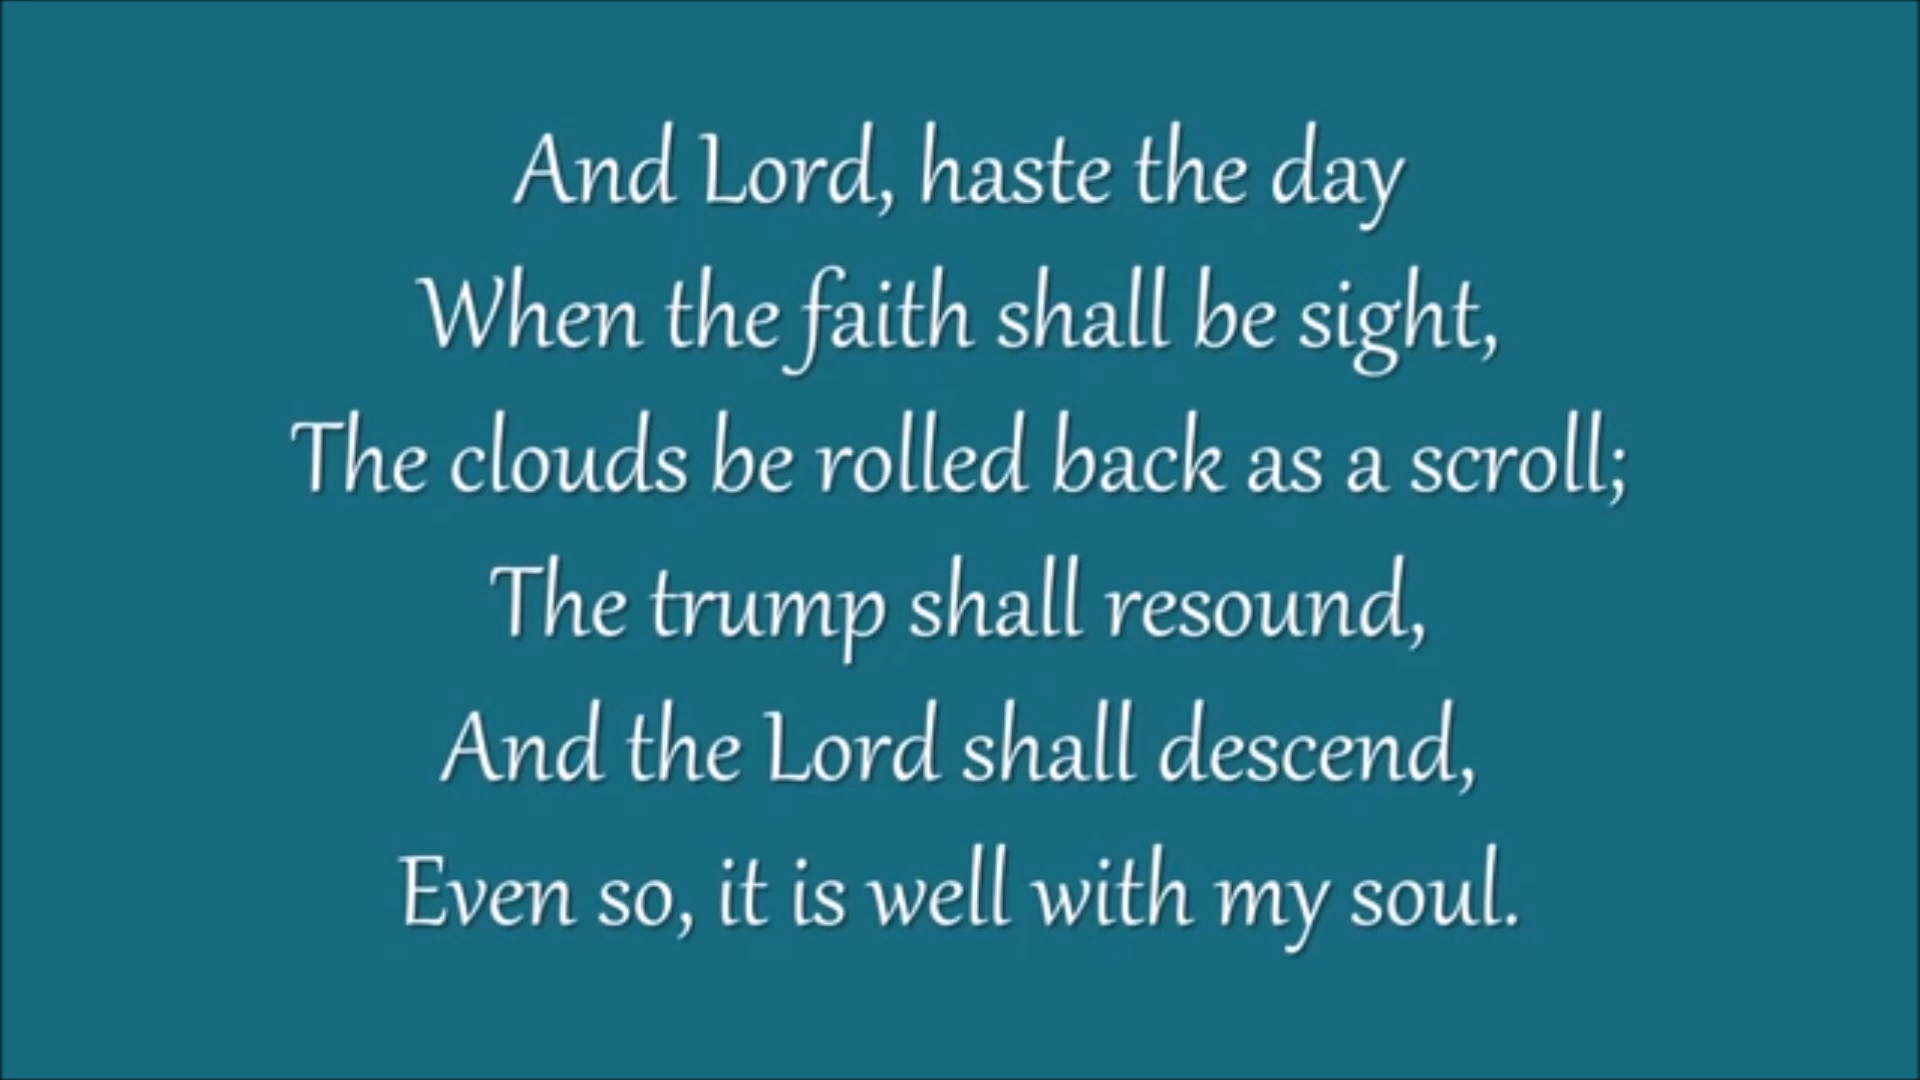 And Lord, haste the day
When the faith shall be sight,
The clouds be rolled back as a scroll;
The trump shall resound,
And the Lord shall descend,
Even so, it is well with my soul.